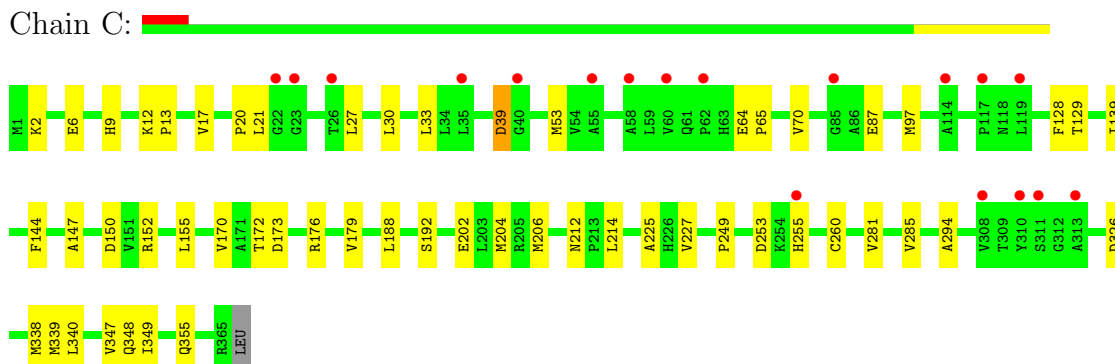 Chain C:
M1 K2 E6 H9 K12 P13 V17 P20 L21 G22 G23 T26 L27 L30 L33 L34 L35 D39 G40 M53 V54 A55 A58 L59 V60 Q61 P62 H63 E64 P65 V70 G85 A86 E87 M97 A114 P117 N118 L119 F128 T129
F144 A147 D150 V151 R152 L155 V170 A171 T172 D173 R176 V179 L188 S192 E202 L203 M204 R205 M206 N212 P213 L214 A225 H226 V227 P249 D253 K254 H255 C260 V281 V285 A294 V308 T309 Y310 S311 G312 A313
M338 M339 L340 V347 Q348 I349 Q355 R365 LEU